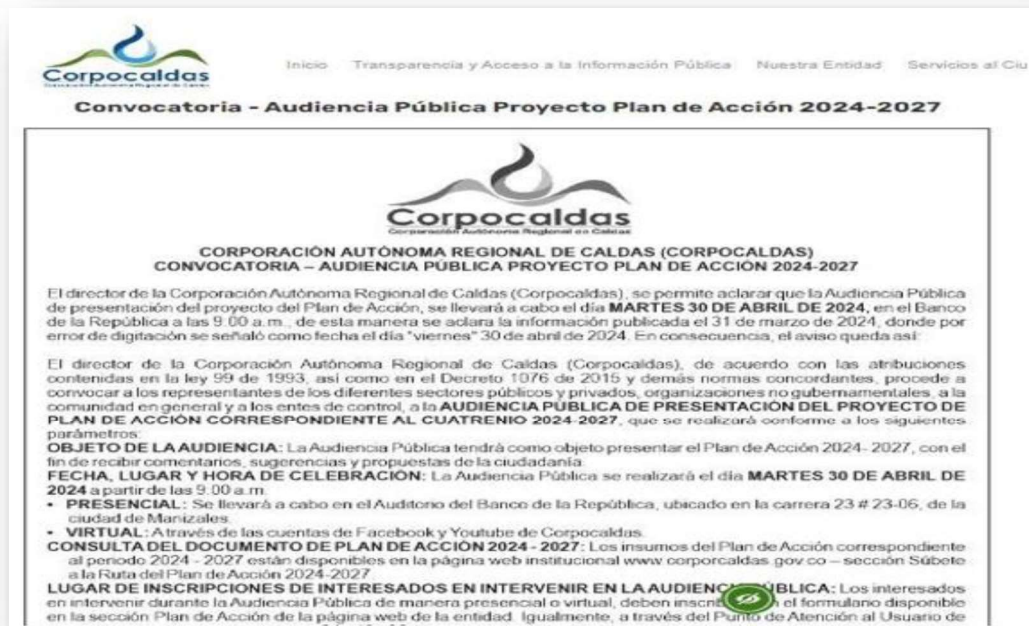 Corpocaldas
Inicio Transparencia y Acceso a la Información Pública Nuestra Entidad Servicios al Ciu
Convocatoria - Audiencia Pública Proyecto Plan de Acción 2024-2027
Corpocaldas
Corporación Autónoma Regional de Caldas
CORPORACIÓN AUTÓNOMA REGIONAL DE CALDAS (CORPOCALDAS)
CONVOCATORIA – AUDIENCIA PÚBLICA PROYECTO PLAN DE ACCIÓN 2024-2027
El director de la Corporación Autónoma Regional de Caldas (Corpocaldas), se permite aclarar que la Audiencia Pública
de presentación del proyecto del Plan de Acción, se llevará a cabo el día MARTES 30 DE ABRIL DE 2024, en el Banco
de la República a las 9:00 a.m., de esta manera se aclara la información publicada el 31 de marzo de 2024, donde por
error de digitación se señaló como fecha el día "viernes" 30 de abril de 2024. En consecuencia, el aviso queda así:
El director de la Corporación Autónoma Regional de Caldas (Corpocaldas), de acuerdo con las atribuciones
contenidas en la ley 99 de 1993, así como en el Decreto 1076 de 2015 y demás normas concordantes, procede a
convocar a los representantes de los diferentes sectores públicos y privados, organizaciones no gubernamentales, a la
comunidad en general y a los entes de control, a la AUDIENCIA PÚBLICA DE PRESENTACIÓN DEL PROYECTO DE
PLAN DE ACCIÓN CORRESPONDIENTE AL CUATRENIO 2024-2027, que se realizará conforme a los siguientes
parámetros:
OBJETO DE LA AUDIENCIA: La Audiencia Pública tendrá como objeto presentar el Plan de Acción 2024- 2027, con el
fin de recibir comentarios, sugerencias y propuestas de la ciudadanía.
FECHA, LUGAR Y HORA DE CELEBRACIÓN: La Audiencia Pública se realizará el día MARTES 30 DE ABRIL DE
2024 a partir de las 9:00 a.m.
• PRESENCIAL: Se llevará a cabo en el Auditorio del Banco de la República, ubicado en la carrera 23 # 23-06, de la
ciudad de Manizales.
• VIRTUAL: A través de las cuentas de Facebook y Youtube de Corpocaldas.
CONSULTA DEL DOCUMENTO DE PLAN DE ACCIÓN 2024 - 2027: Los insumos del Plan de Acción correspondiente
al periodo 2024 - 2027 están disponibles en la página web institucional www.corporcaldas.gov.co – sección Súbete
a la Ruta del Plan de Acción 2024-2027
LUGAR DE INSCRIPCIONES DE INTERESADOS EN INTERVENIR EN LA AUDIENC BLICA: Los interesados
en intervenir durante la Audiencia Pública de manera presencial o virtual, deben inscrib el formulario disponible
en la sección Plan de Acción de la página web de la entidad. Igualmente, a través del Punto de Atención al Usuario de